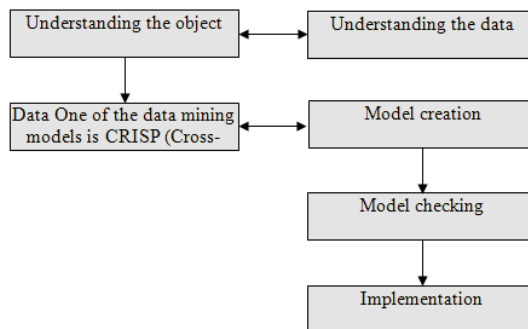 Understanding the object
Understanding the data
Data One of the data mining
models is CRISP (Cross-
Model creation
Model checking
Implementation